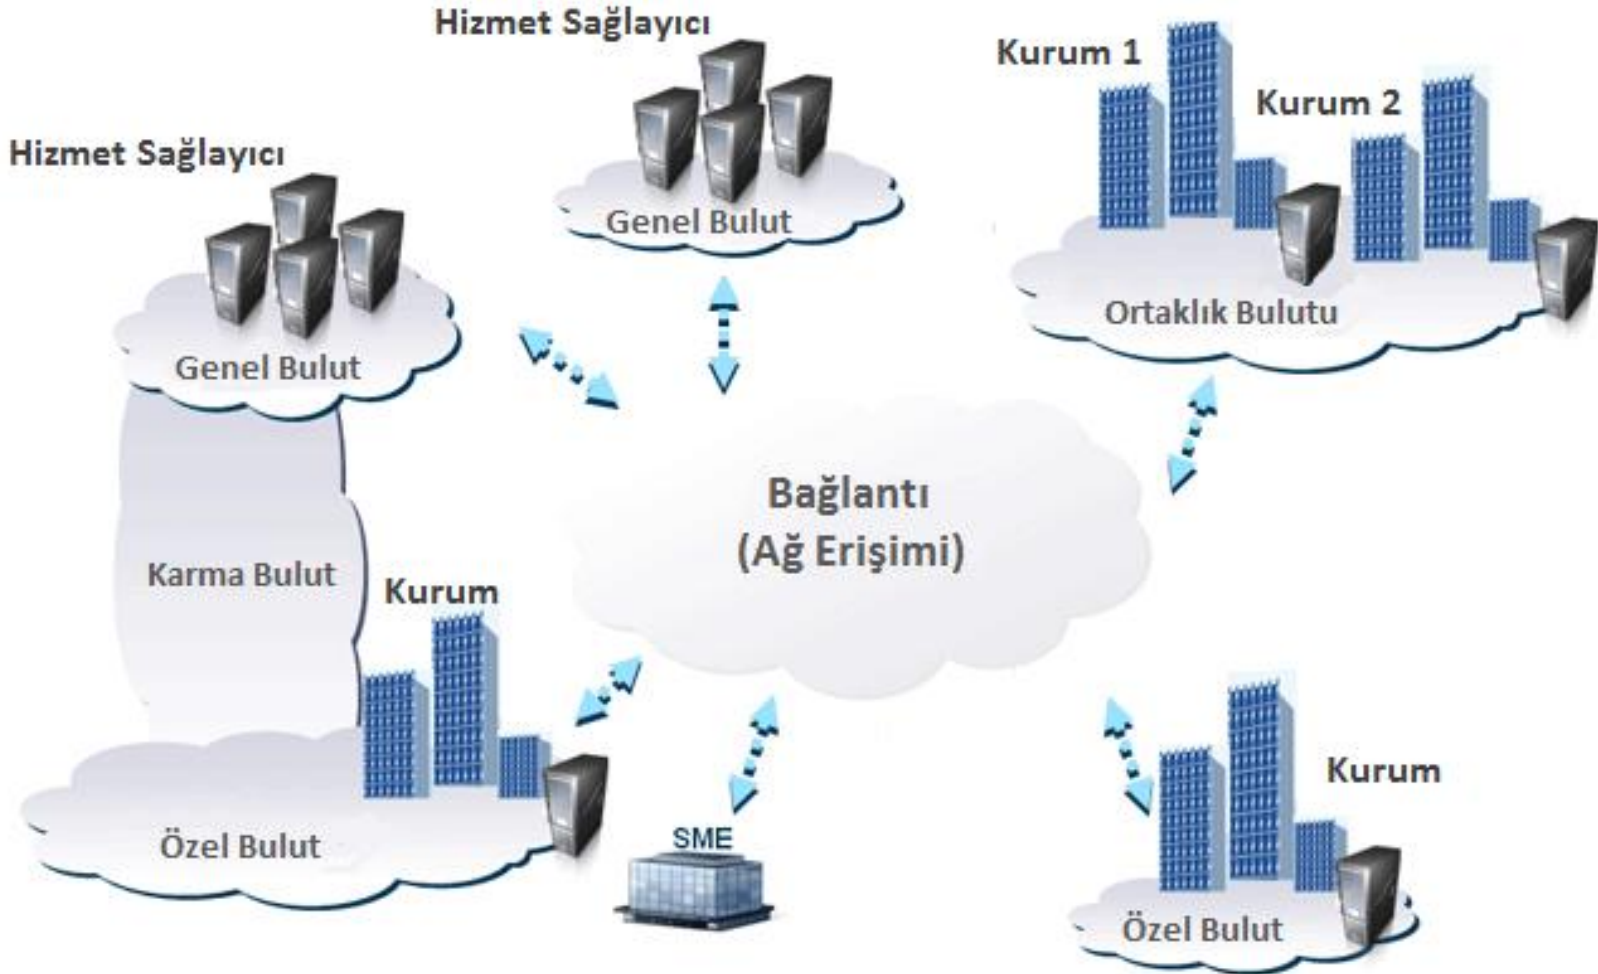 Hizmet Sağlayıcı
Kurum 1
Kurum 2
Hizmet Sağlayıcı
Genel Bulut
Ortaklık Bulutu
Genel Bulut
Bağlantı
(Ağ Erişimi)
Karma Bulut
Kurum
Kurum
SME
Özel Bulut
Özel Bulut